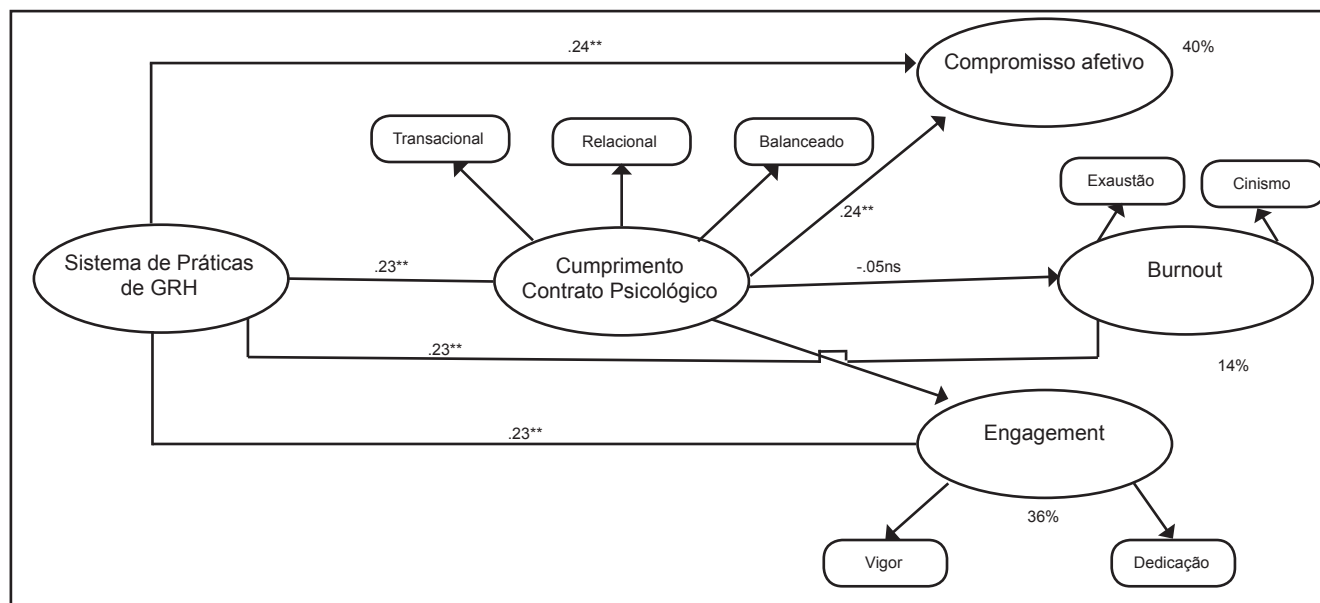 .24**
Compromisso afetivo
40%
Transacional
Relacional
Balanceado
Exaustão
Cinismo
.24**
Sistema de Práticas
de GRH
.23**
Cumprimento
Contrato Psicológico
-.05ns
Burnout
.23**
14%
.23**
Engagement
36%
Vigor
Dedicação